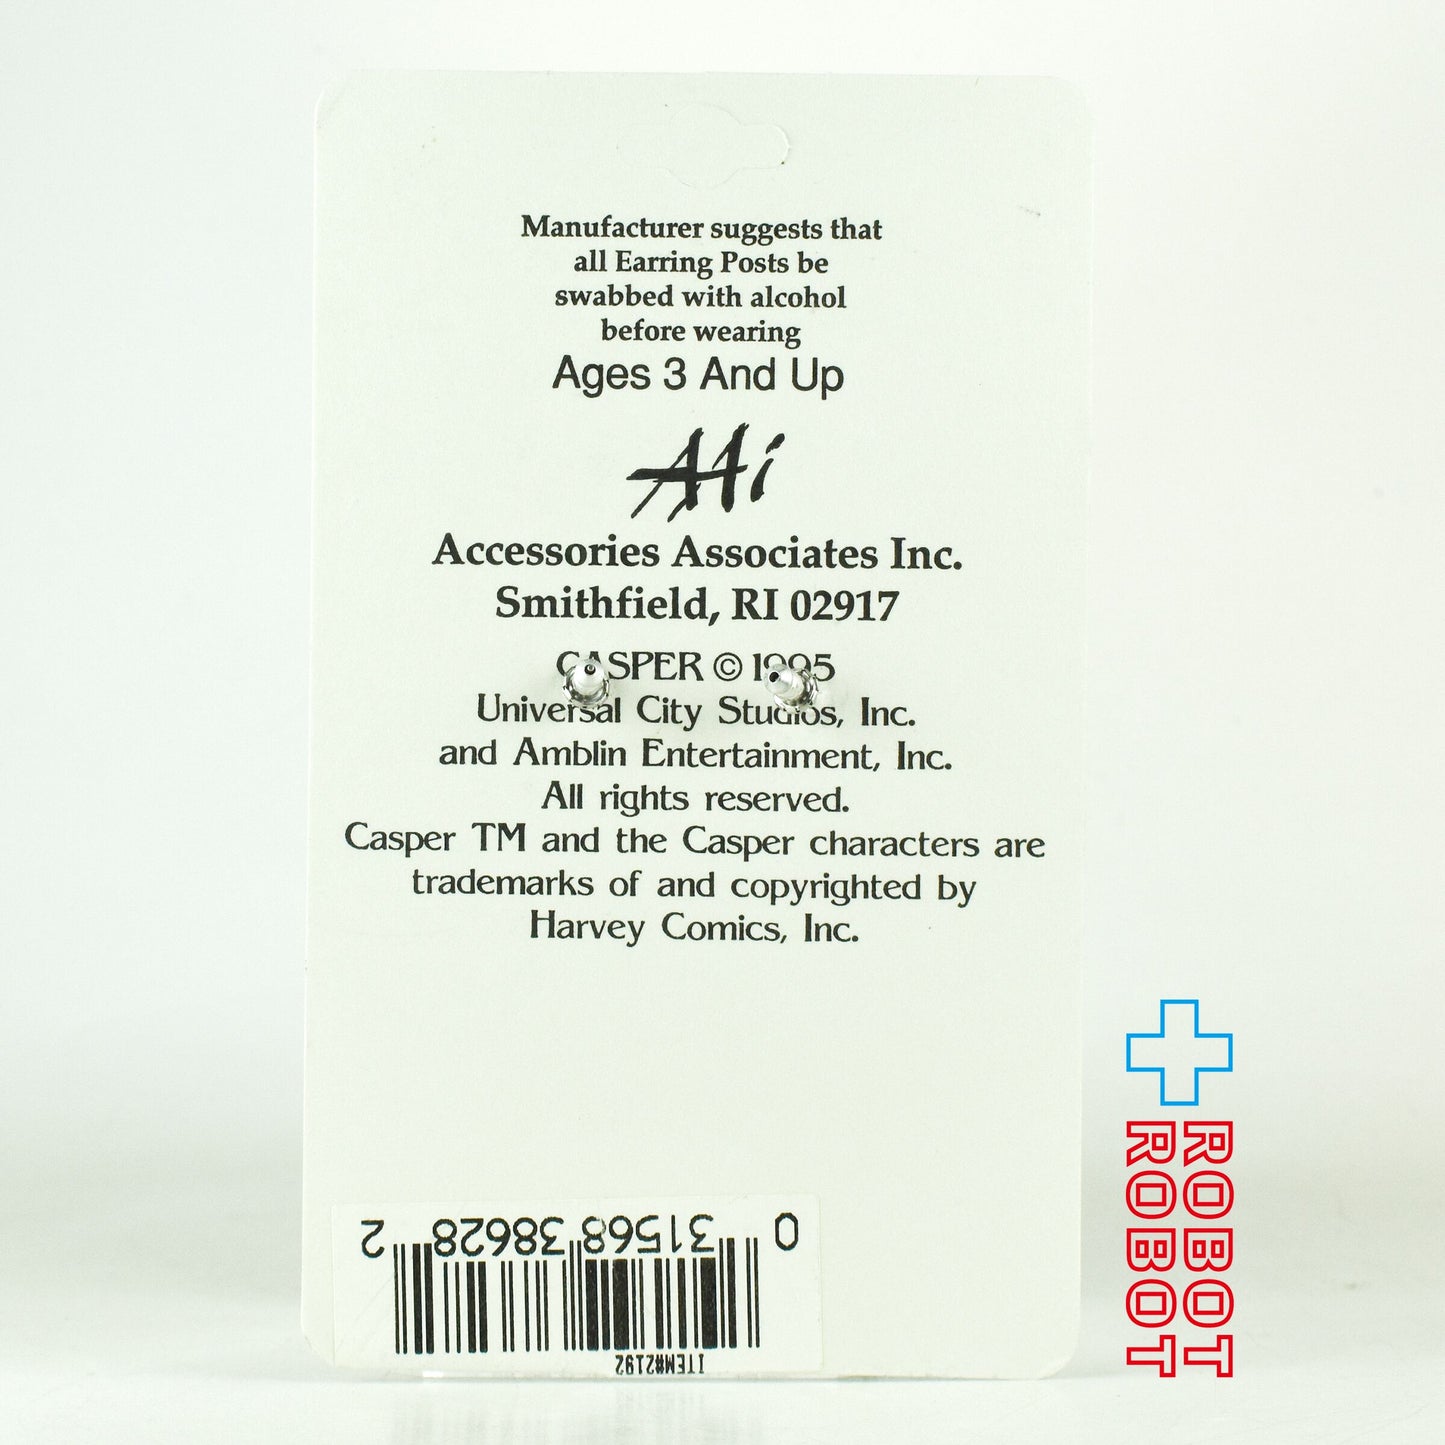 Manufacturer suggests that
all Earring Posts be
swabbed with alcohol
before wearing
Ages 3 And Up
AAi
Accessories Associates Inc.
Smithfield, RI 02917
CASPER © 1995
Universal City Studios, Inc.
and Amblin Entertainment, Inc.
All rights reserved.
Casper TM and the Casper characters are
trademarks of and copyrighted by
Harvey Comics, Inc.
ITEM#2192
0 31568 38628 2
ROBOT
ROBOT